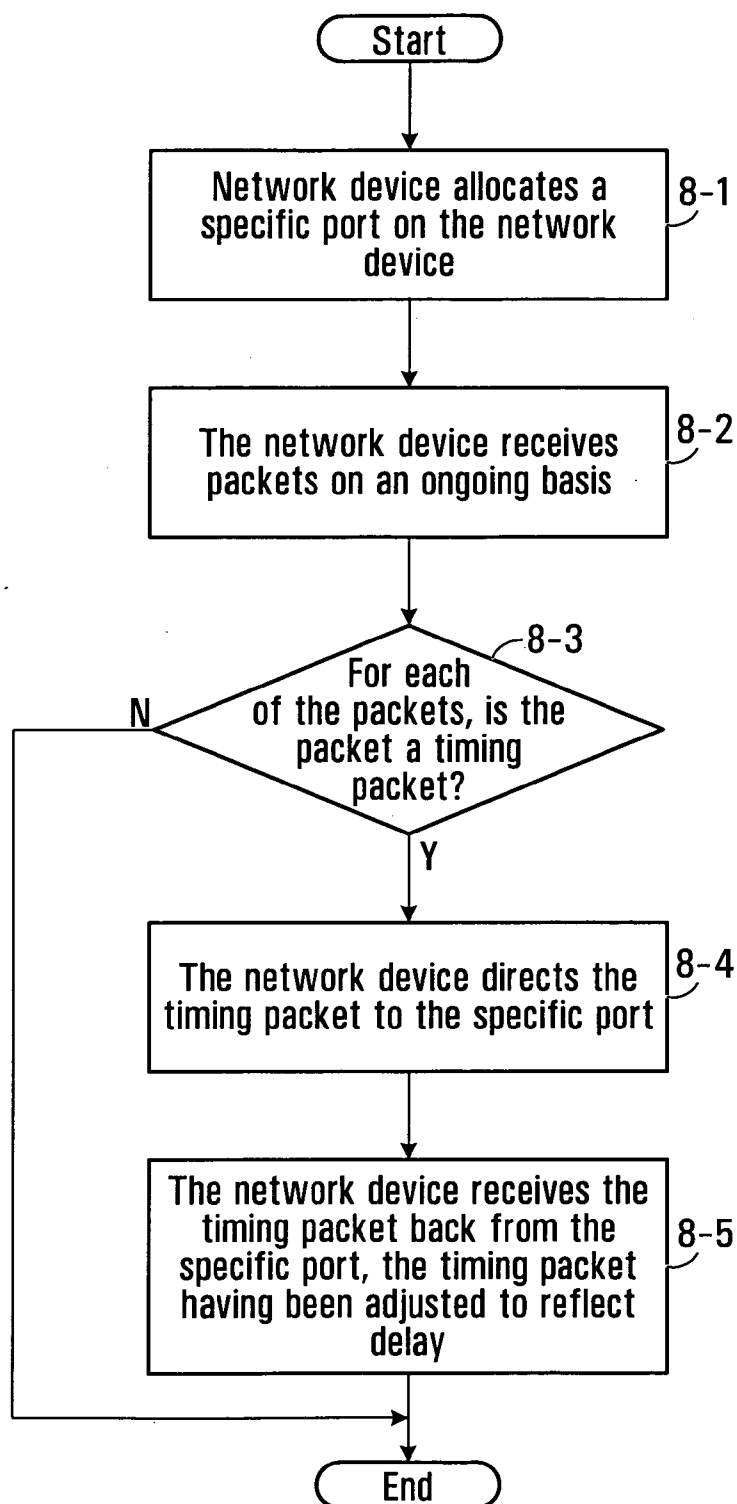 Start
Network device allocates a
specific port on the network
device
8-1
The network device receives
packets on an ongoing basis
8-2
8-3
For each
of the packets, is the
packet a timing
packet?
N
Y
The network device directs the
timing packet to the specific port
8-4
The network device receives the
timing packet back from the
specific port, the timing packet
having been adjusted to reflect
delay
8-5
End